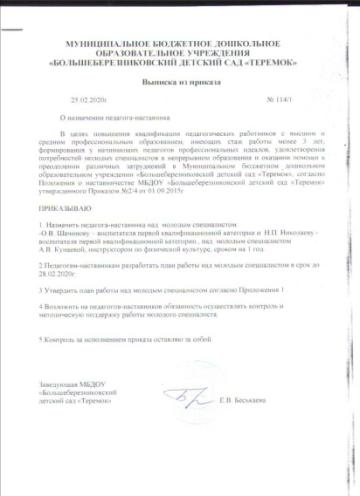 МУНИЦИПАЛЬНОЕ БЮДЖЕТНОЕ ДОШКОЛЬНОЕ
ОБРАЗОВАТЕЛЬНОЕ УЧРЕЖДЕНИЯ
«БОЛЬШЕБЕРЕЗНИКОВСКИЙ ДЕТСКИЙ САД «ТЕРЕМОК»
Выписка из приказа
25.02.2020г № 114/1
О назначении педагога-наставника
В целях повышения квалификации педагогических работников с высшим и
средним профессиональным образованием, имеющих стаж работы менее 3 лет,
формирования у начинающих педагогов профессиональных идеалов, удовлетворения
потребностей молодых специалистов в непрерывном образовании и оказания помощи в
преодолении различных затруднений в Муниципальном бюджетном дошкольном
образовательном учреждении «Большеберезниковский детский сад «Теремок», согласно
Положения о наставничестве МБДОУ «Большеберезниковский детский сад «Теремок»
утвержденного Приказом №2/4 от 01.09.2015г
ПРИКАЗЫВАЮ
1 Назначить педагога-наставника над молодым специалистом
-О.В. – воспитателя первой квалификационной категории и Н.П. Николаеву -
воспитателя первой квалификационной категории , над молодым специалистом
А.В. инструктором по физической культуре, сроком на 1 год.
2.Педагогам-наставникам разработать план работы над молодым специалистом в срок до
28.02.2020г.
3 Утвердить план работы над молодым специалистом согласно Приложения 1
4 Возложить на педагогов-наставников обязанность осуществлять контроль и
методическую поддержку работы молодого специалиста
5.Контроль за исполнением приказа оставляю за собой.
Заведующая МБДОУ
«Большеберезниковский
детский сад «Теремок» Е.В. Беськаева